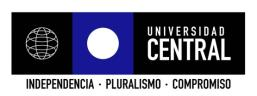 UNIVERSIDAD
CENTRAL
INDEPENDENCIA · PLURALISMO · COMPROMISO